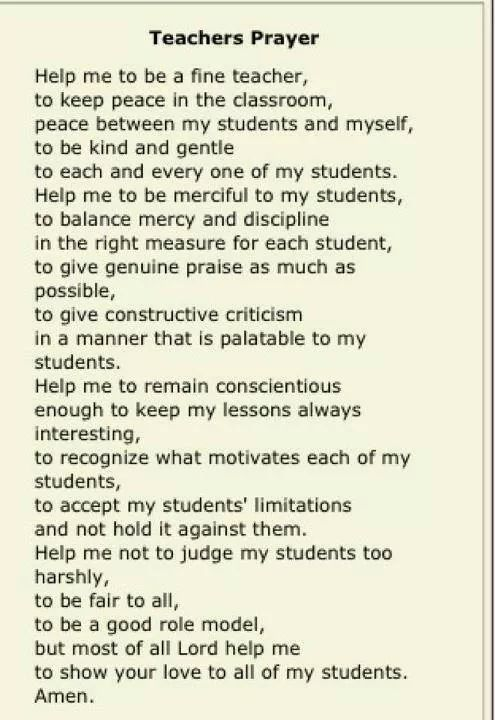 Teachers Prayer
Help me to be a fine teacher,
to keep peace in the classroom,
peace between my students and myself,
to be kind and gentle
to each and every one of my students.
Help me to be merciful to my students,
to balance mercy and discipline
in the right measure for each student,
to give genuine praise as much as
possible,
to give constructive criticism
in a manner that is palatable to my
students.
Help me to remain conscientious
enough to keep my lessons always
interesting,
to recognize what motivates each of my
students,
to accept my students' limitations
and not hold it against them.
Help me not to judge my students too
harshly,
to be fair to all,
to be a good role model,
but most of all Lord help me
to show your love to all of my students.
Amen.